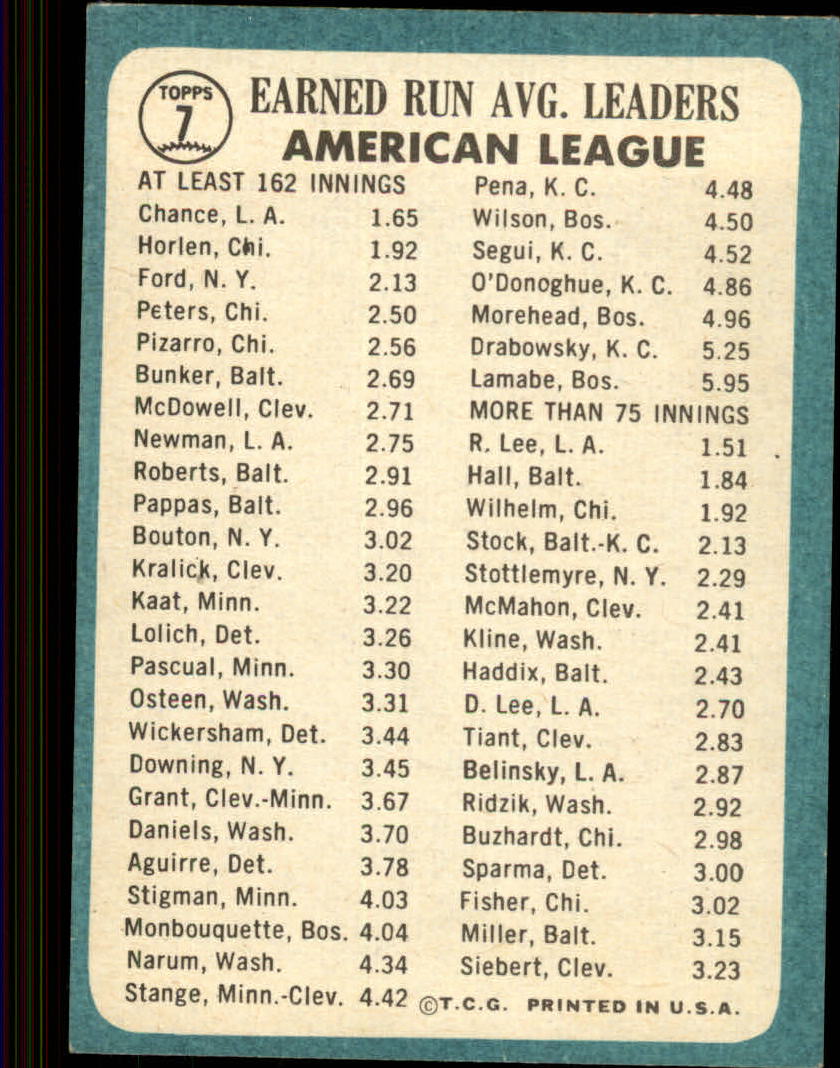 TOPPS
7
EARNED RUN AVG. LEADERS
AMERICAN LEAGUE
AT LEAST 162 INNINGS
Chance, L. A. 1.65
Horlen, Chi. 1.92
Ford, N. Y. 2.13
Peters, Chi. 2.50
Pizarro, Chi. 2.56
Bunker, Balt. 2.69
McDowell, Clev. 2.71
Newman, L. A. 2.75
Roberts, Balt. 2.91
Pappas, Balt. 2.96
Bouton, N. Y. 3.02
Kralick, Clev. 3.20
Kaat, Minn. 3.22
Lolich, Det. 3.26
Pascual, Minn. 3.30
Osteen, Wash. 3.31
Wickersham, Det. 3.44
Downing, N. Y. 3.45
Grant, Clev.-Minn. 3.67
Daniels, Wash. 3.70
Aguirre, Det. 3.78
Stigman, Minn. 4.03
Monbouquette, Bos. 4.04
Narum, Wash. 4.34
Stange, Minn.-Clev. 4.42
Pena, K. C. 4.48
Wilson, Bos. 4.50
Segui, K. C. 4.52
O'Donoghue, K. C. 4.86
Morehead, Bos. 4.96
Drabowsky, K. C. 5.25
Lamabe, Bos. 5.95
MORE THAN 75 INNINGS
R. Lee, L. A. 1.51
Hall, Balt. 1.84
Wilhelm, Chi. 1.92
Stock, Balt.-K. C. 2.13
Stottlemyre, N. Y. 2.29
McMahon, Clev. 2.41
Kline, Wash. 2.41
Haddix, Balt. 2.43
D. Lee, L. A. 2.70
Tiant, Clev. 2.83
Belinsky, L. A. 2.87
Ridzik, Wash. 2.92
Buzhardt, Chi. 2.98
Sparma, Det. 3.00
Fisher, Chi. 3.02
Miller, Balt. 3.15
Siebert, Clev. 3.23
©T.C.G. PRINTED IN U.S.A.